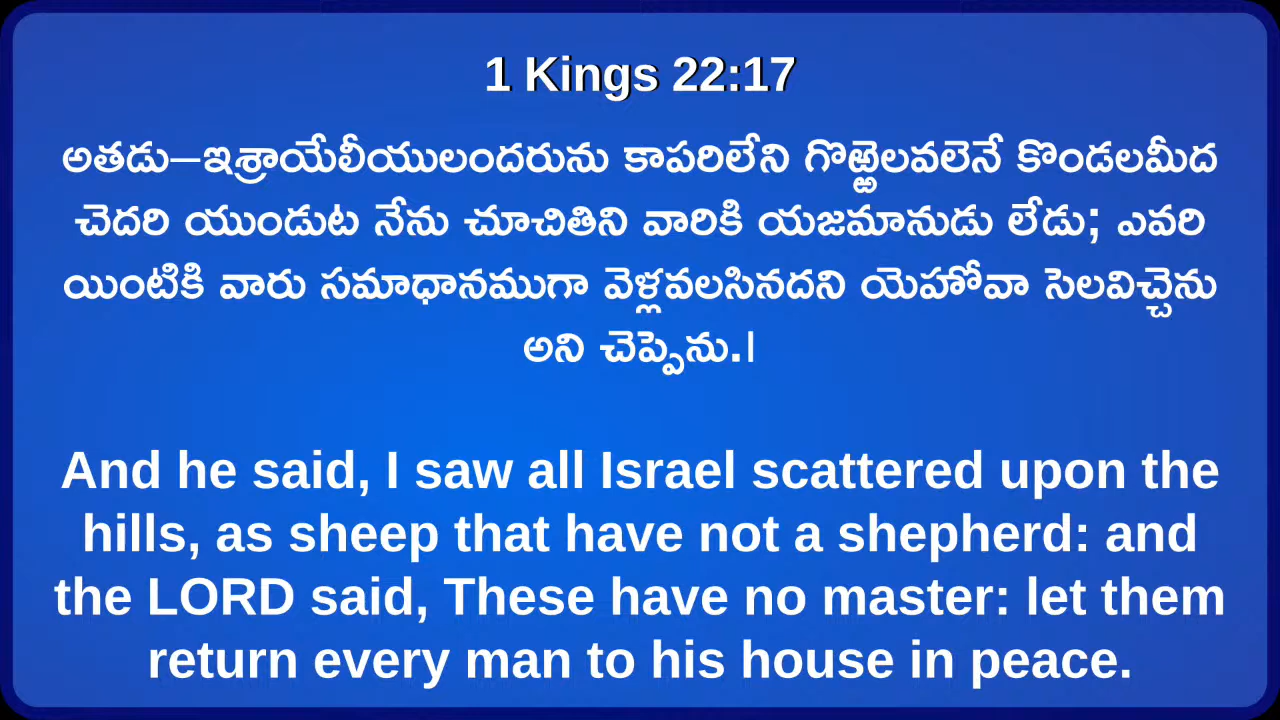 1 Kings 22:17
అతడు–ఇశ్రాయేలీయులందరును కాపరిలేని గొఱ్ఱెలవలెనే కొండలమీద
చెదరి యుండుట నేను చూచితిని వారికి యజమానుడు లేడు; ఎవరి
యింటికి వారు సమాధానముగా వెళ్లవలసినదని యెహోవా సెలవిచ్చెను
అని చెప్పెను.|
And he said, I saw all Israel scattered upon the
hills, as sheep that have not a shepherd: and
the LORD said, These have no master: let them
return every man to his house in peace.